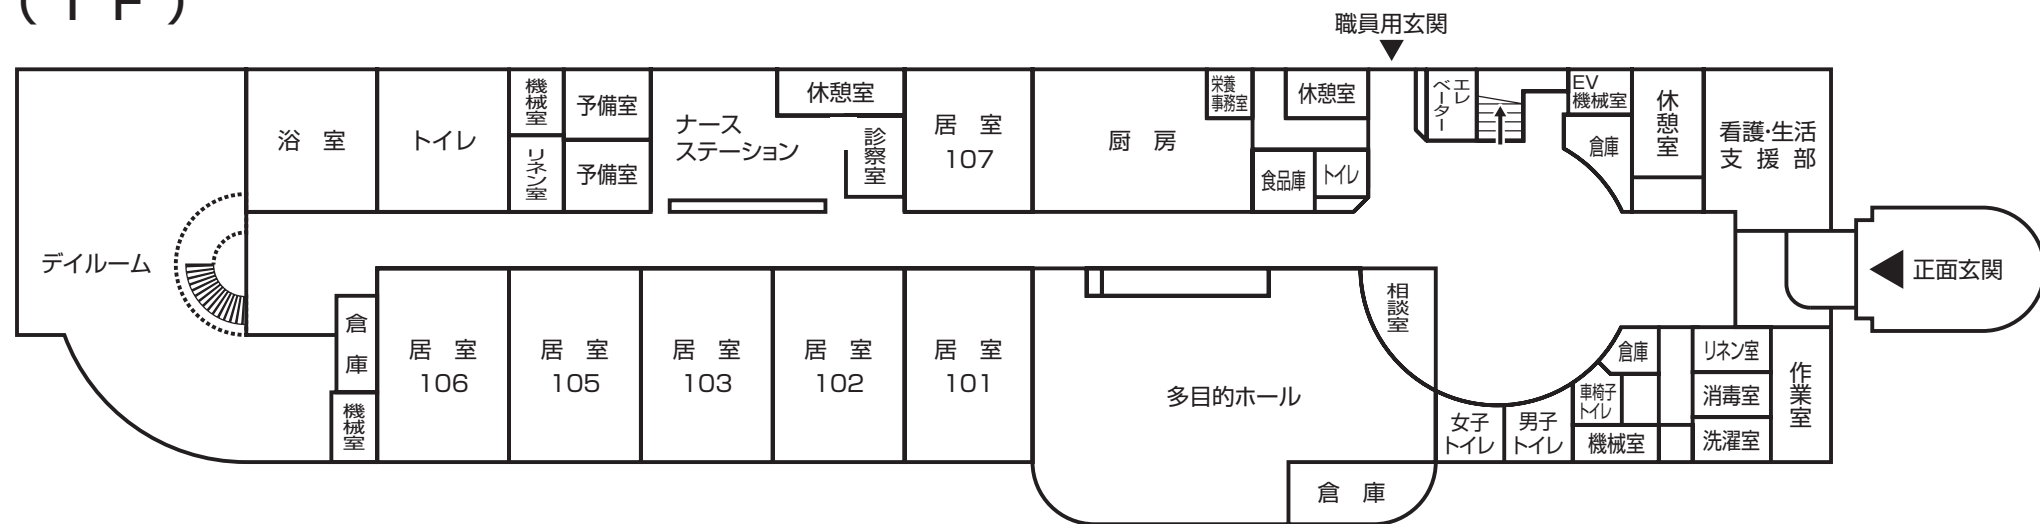 (1F)
職員用玄関
機械室
予備室
休憩室
栄養
事務室
休憩室
エレ
ベーター
EV
機械室
休憩室
浴 室
トイレ
リネン室
予備室
ナース
ステーション
診察室
居 室
107
厨 房
食品庫
トイレ
倉庫
看護・生活
支 援 部
デイルーム
正面玄関
倉庫
機械室
居 室
106
居 室
105
居 室
103
居 室
102
居 室
101
多目的ホール
相談室
倉庫
リネン室
消毒室
洗濯室
作業室
車椅子
トイレ
女子
トイレ
男子
トイレ
機械室
倉 庫